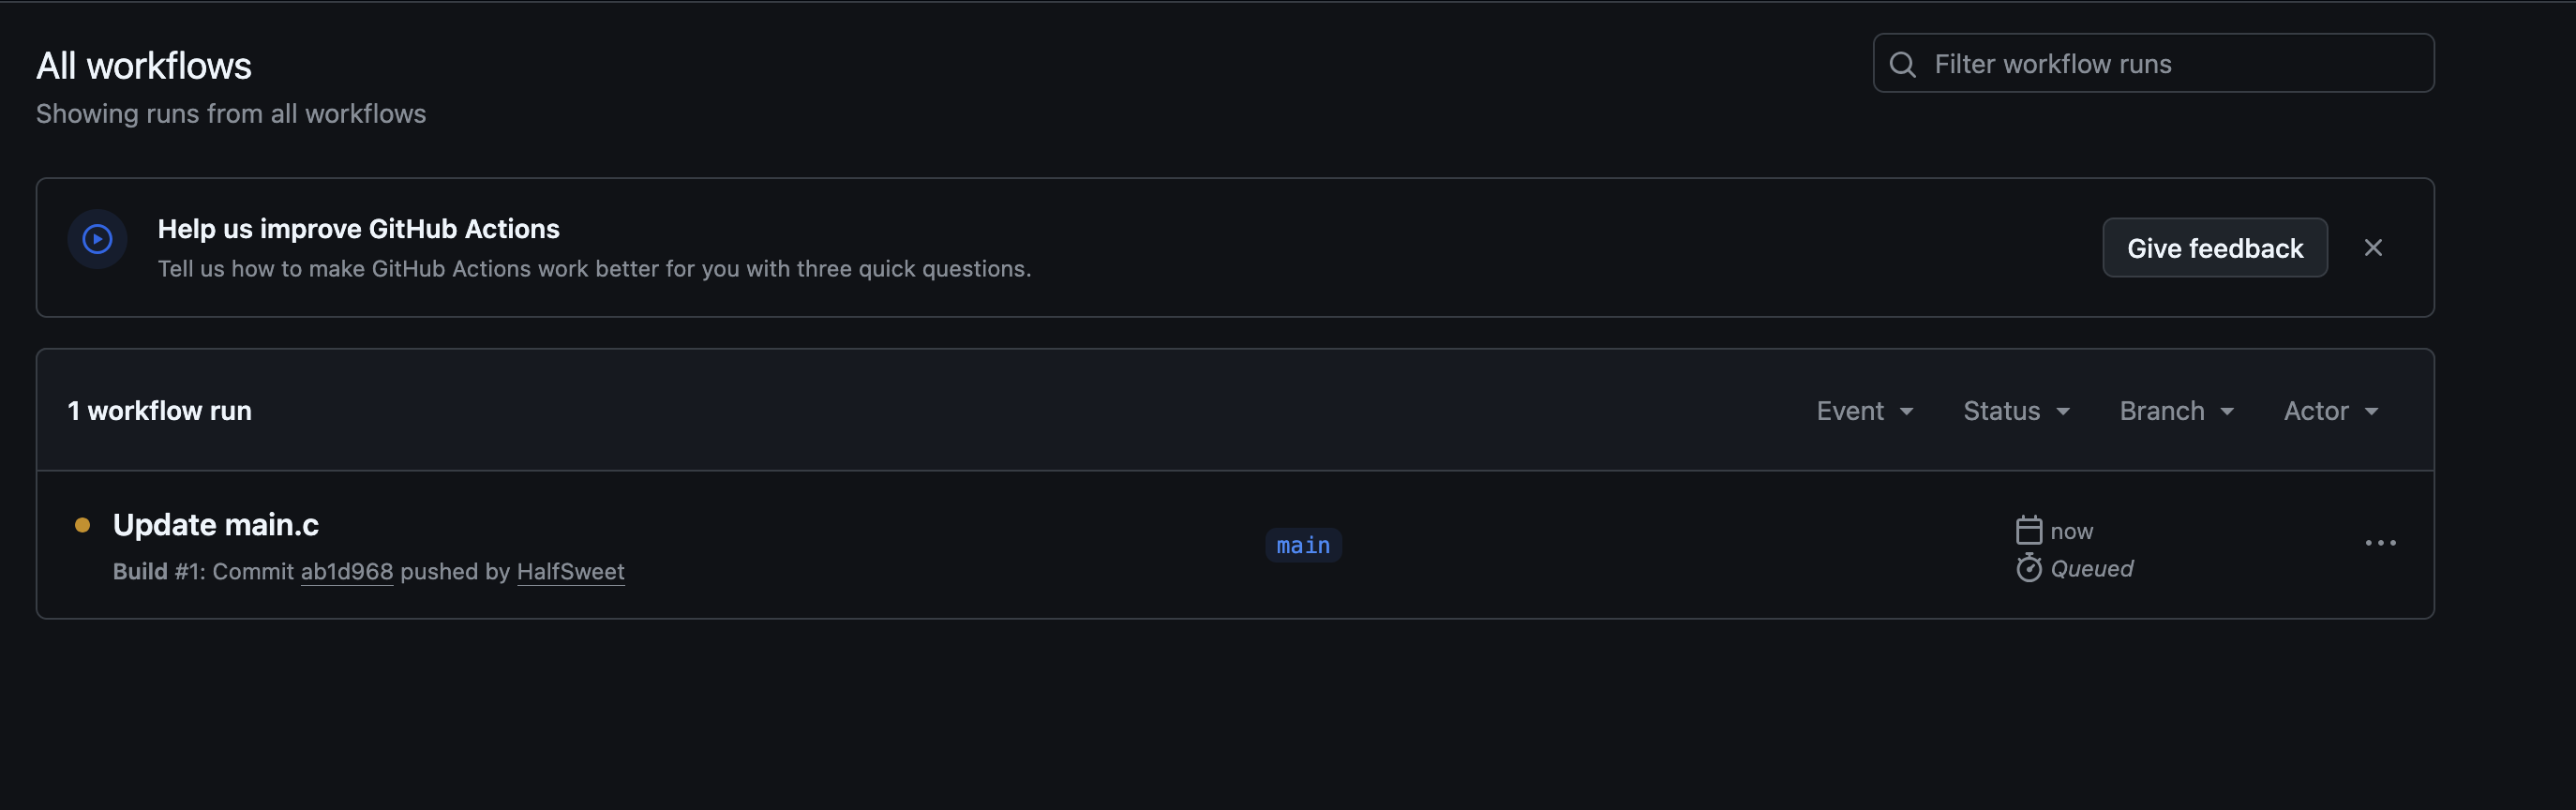 All workflows
Showing runs from all workflows
Filter workflow runs
Help us improve GitHub Actions
Tell us how to make GitHub Actions work better for you with three quick questions.
Give feedback
1 workflow run
Event
Status
Branch
Actor
Update main.c
Build #1: Commit ab1d968 pushed by HalfSweet
main
now
Queued